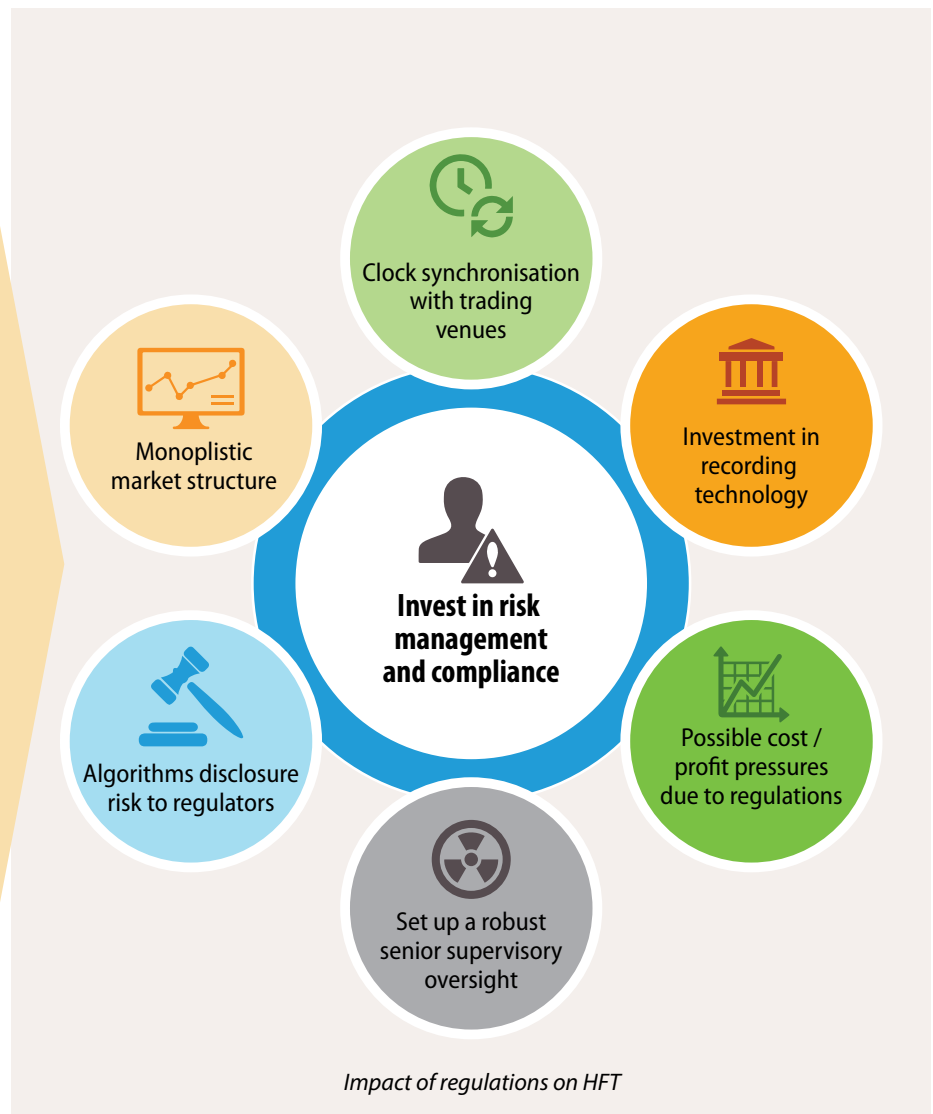 Clock synchronisation
with trading
venues
Monoplistic
market structure
Investment in
recording
technology
Invest in risk
management
and compliance
Algorithms disclosure
risk to regulators
Possible cost /
profit pressures
due to regulations
Set up a robust
senior supervisory
oversight
Impact of regulations on HFT